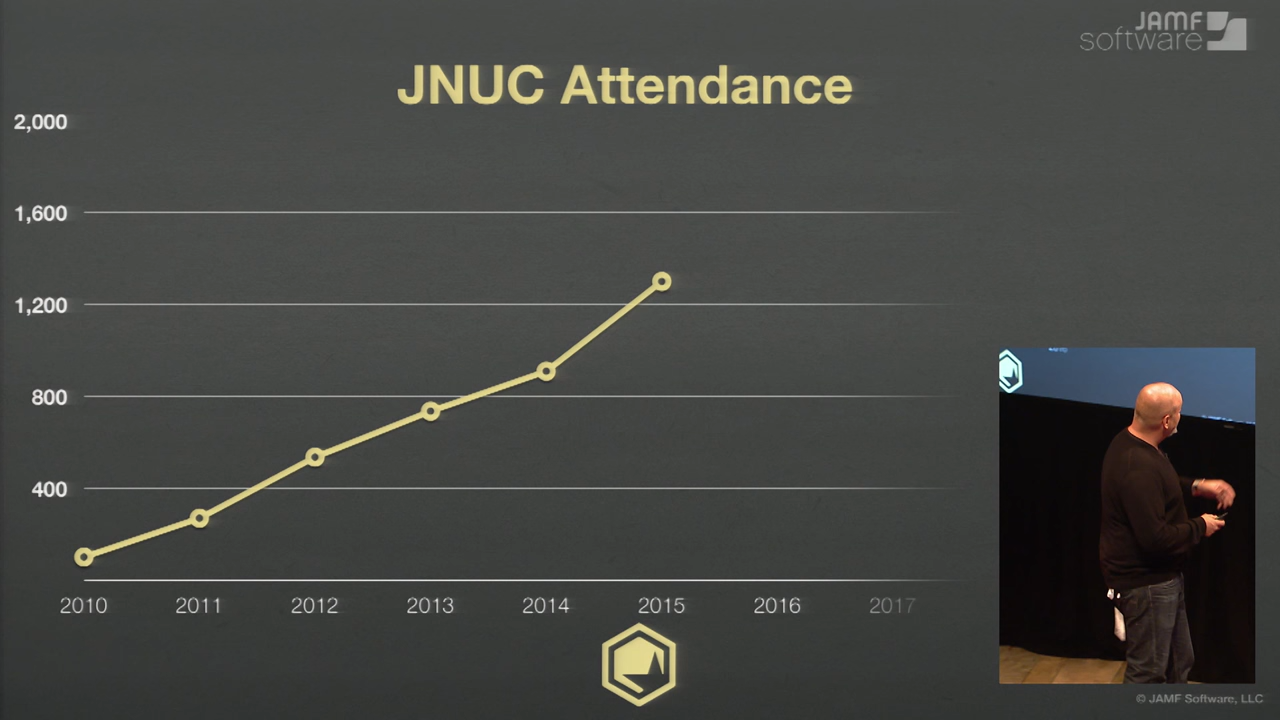 JAMF
software
JNUC Attendance
2,000
1,600
1,200
800
400
2010 2011 2012 2013 2014 2015 2016 2017
© JAMF Software, LLC